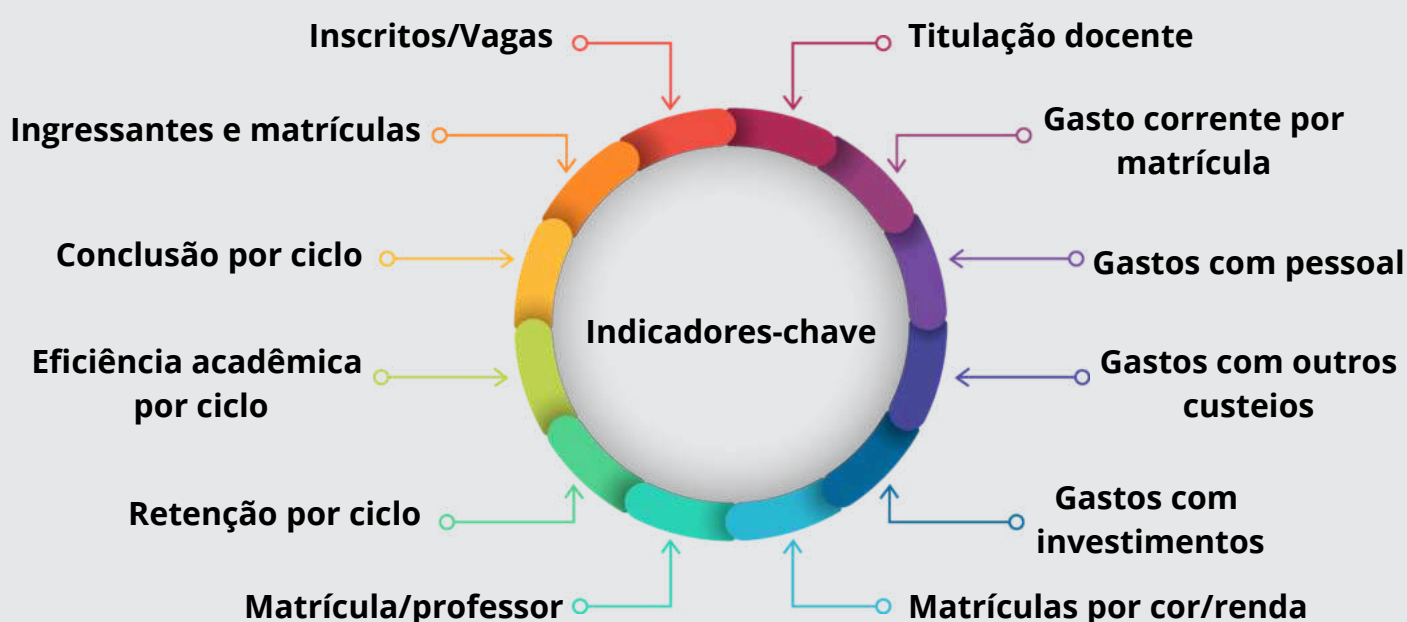 Inscritos/Vagas
Titulação docente
Ingressantes e matrículas
Gasto corrente por
matrícula
Conclusão por ciclo
Gastos com pessoal
Indicadores-chave
Eficiência acadêmica
por ciclo
Gastos com outros
custeios
Retenção por ciclo
Gastos com
investimentos
Matrícula/professor
Matrículas por cor/renda